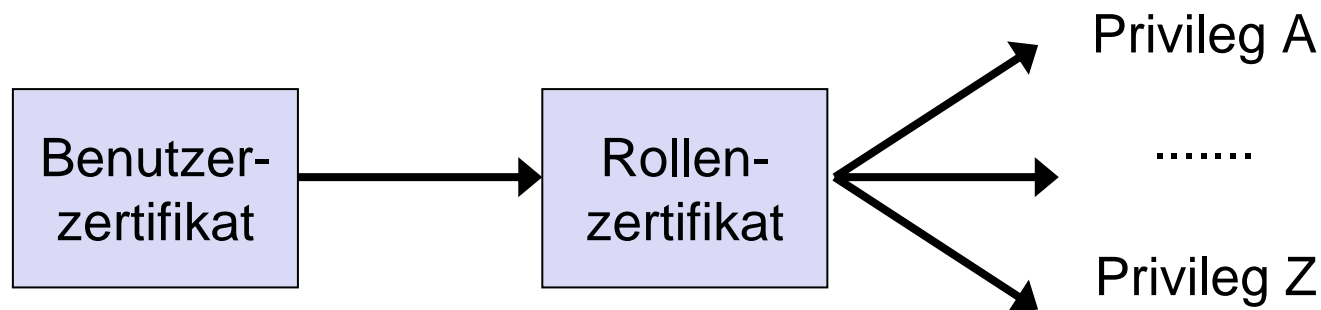 Benutzer-
zertifikat
Rollen-
zertifikat
Privileg A
.......
Privileg Z